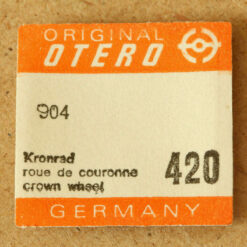 ORIGINAL
OTERO
904
Kronrad
roue de couronne
crown wheel
420
GERMANY